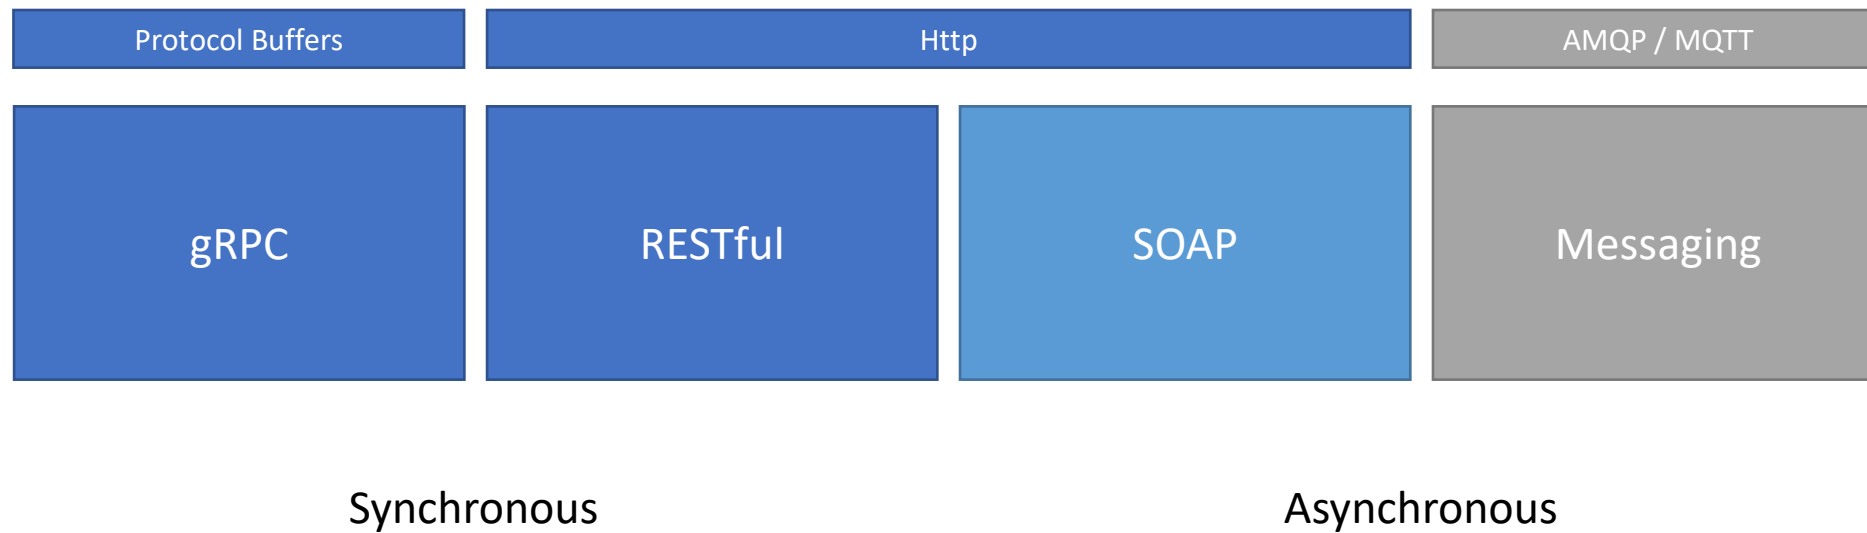 Protocol Buffers
Http
AMQP / MQTT
gRPC
RESTful
SOAP
Messaging
Synchronous
Asynchronous